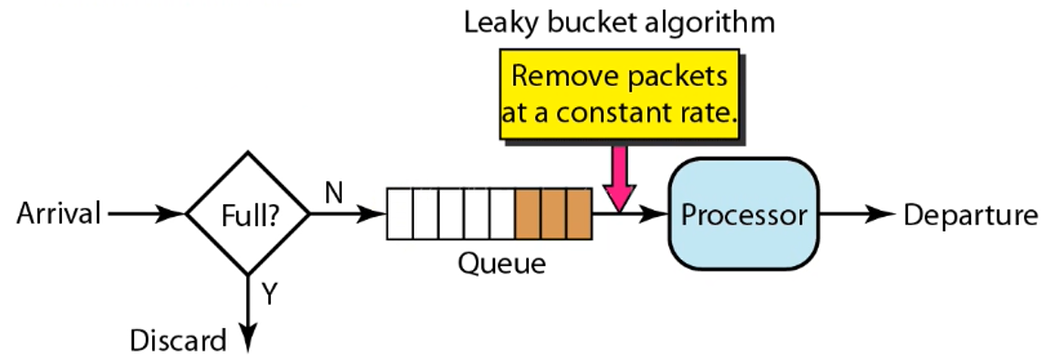 Leaky bucket algorithm
Remove packets
at a constant rate.
Arrival
Full?
N
Y
Discard
Queue
Processor
Departure